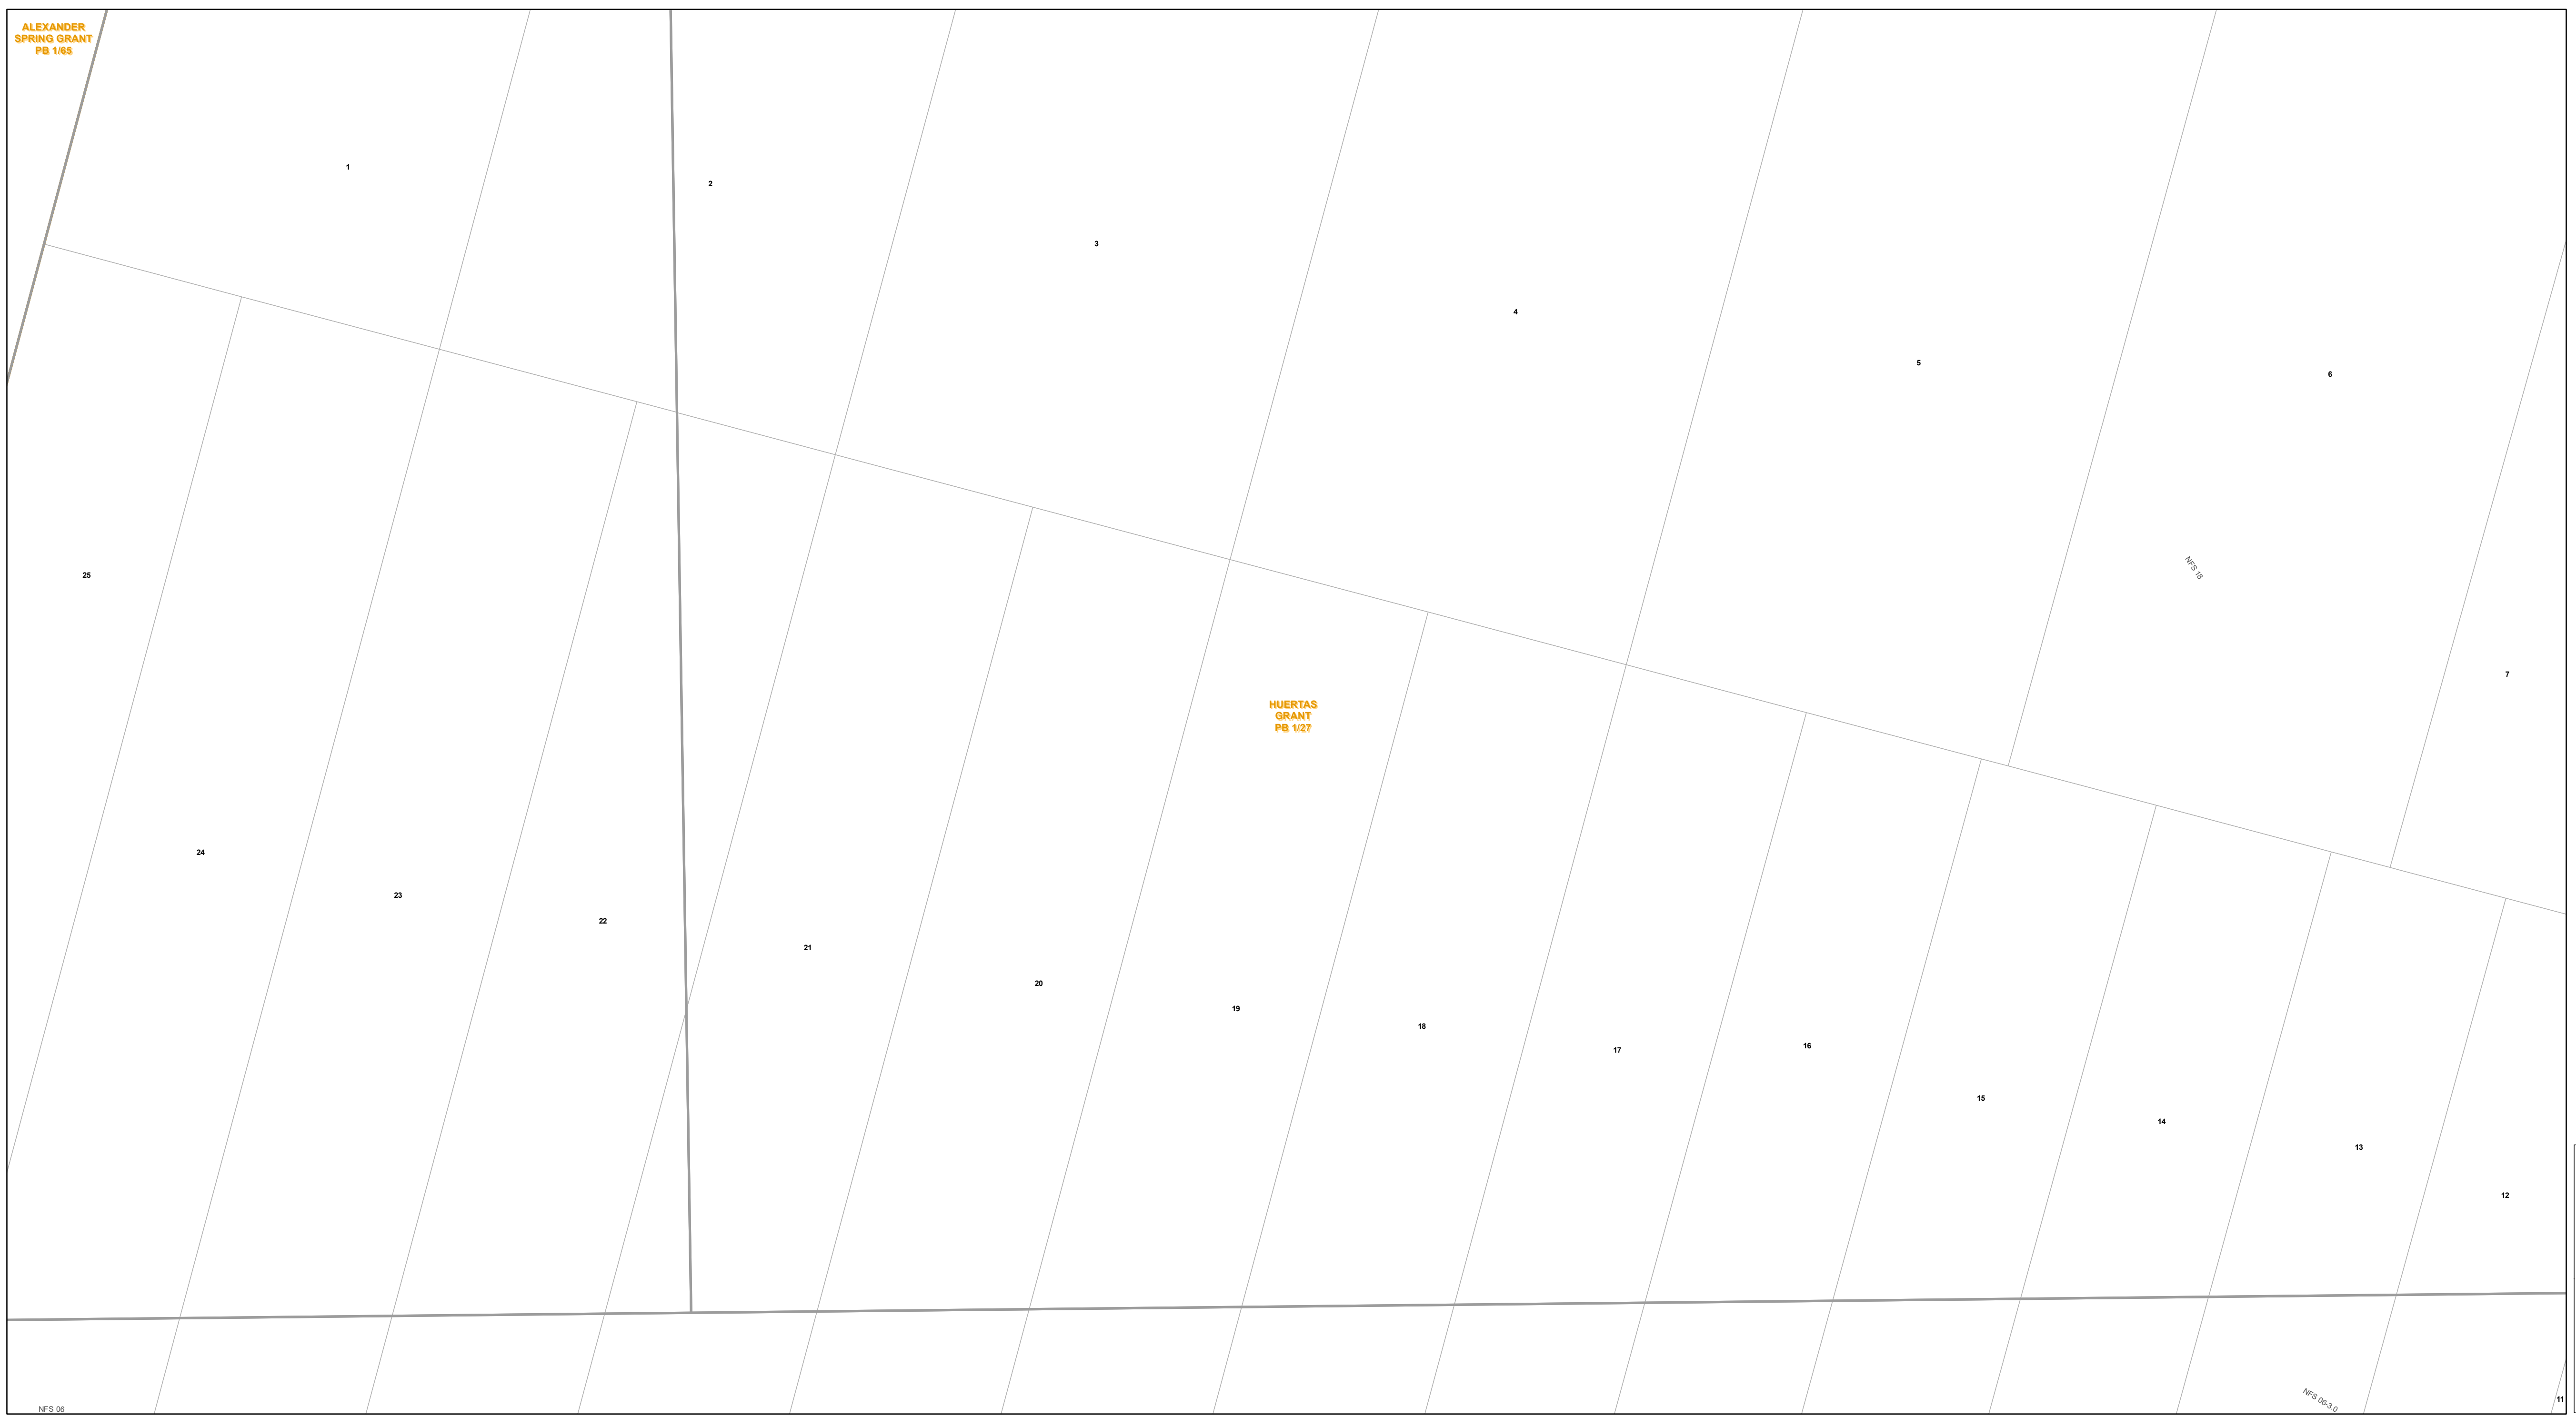 ALEXANDER
SPRING GRANT
PB 1/65
1
2
3
4
5
6
NFS 18
25
7
HUERTAS
GRANT
PB 1/27
24
23
22
21
20
19
18
17
16
15
14
13
12
NFS 06
NFS 06-3.0
11